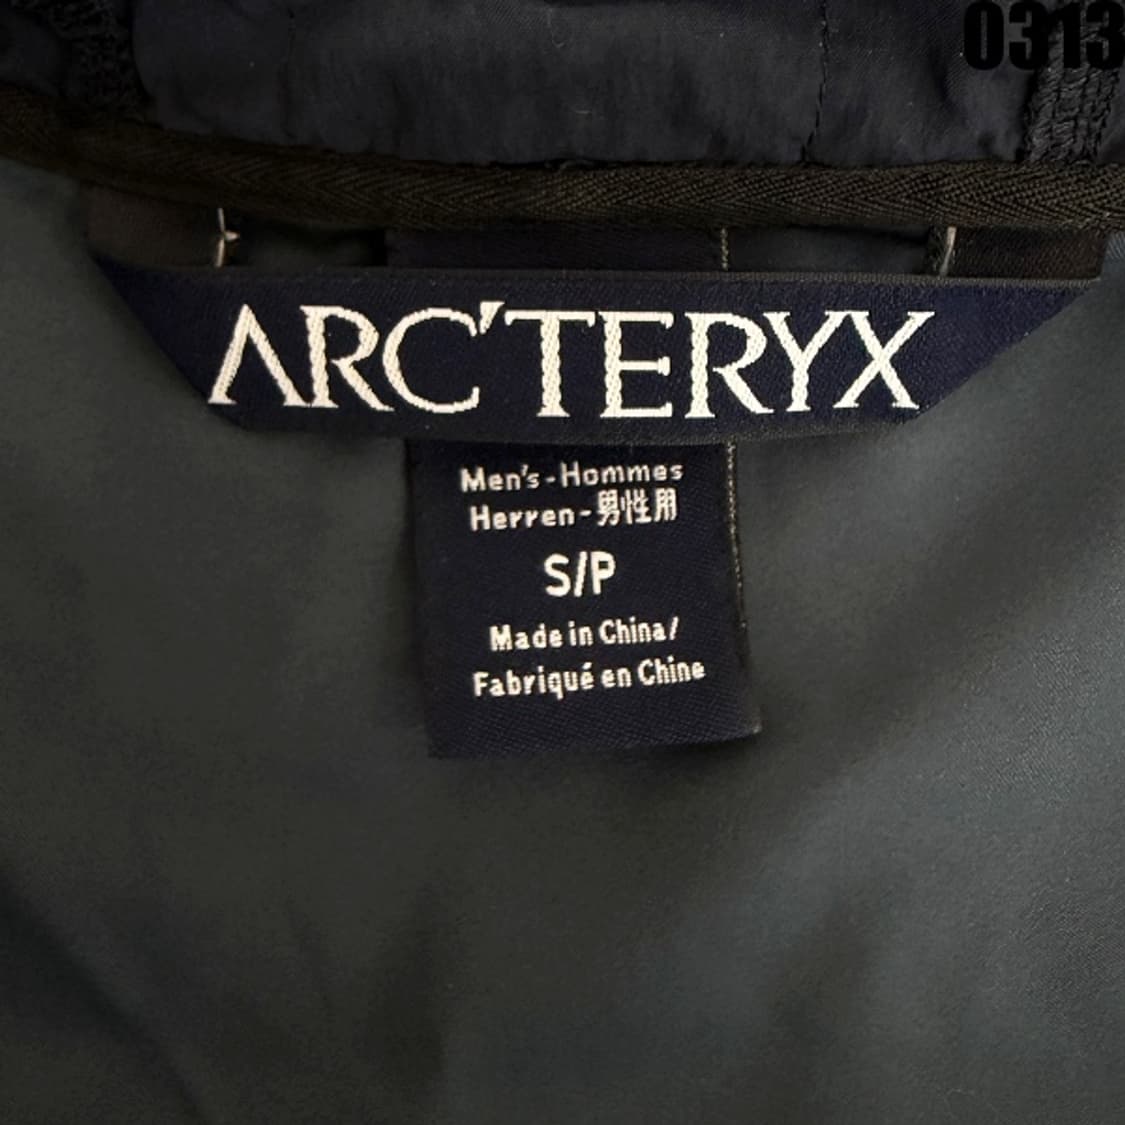 0313
ARC'TERYX
Men's-Hommes
Herren-男性用
S/P
Made in China/
Fabriqué en Chine